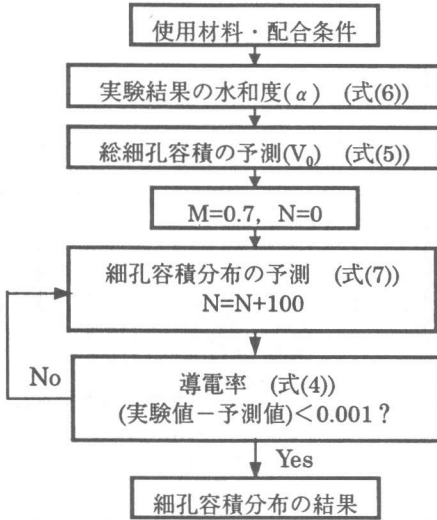 使用材料・配合条件
実験結果の水和度(α) (式(6))
総細孔容積の予測(V₀) (式(5))
M=0.7, N=0
細孔容積分布の予測 (式(7))
N=N+100
No
導電率 (式(4))
(実験値－予測値)＜0.001？
Yes
細孔容積分布の結果